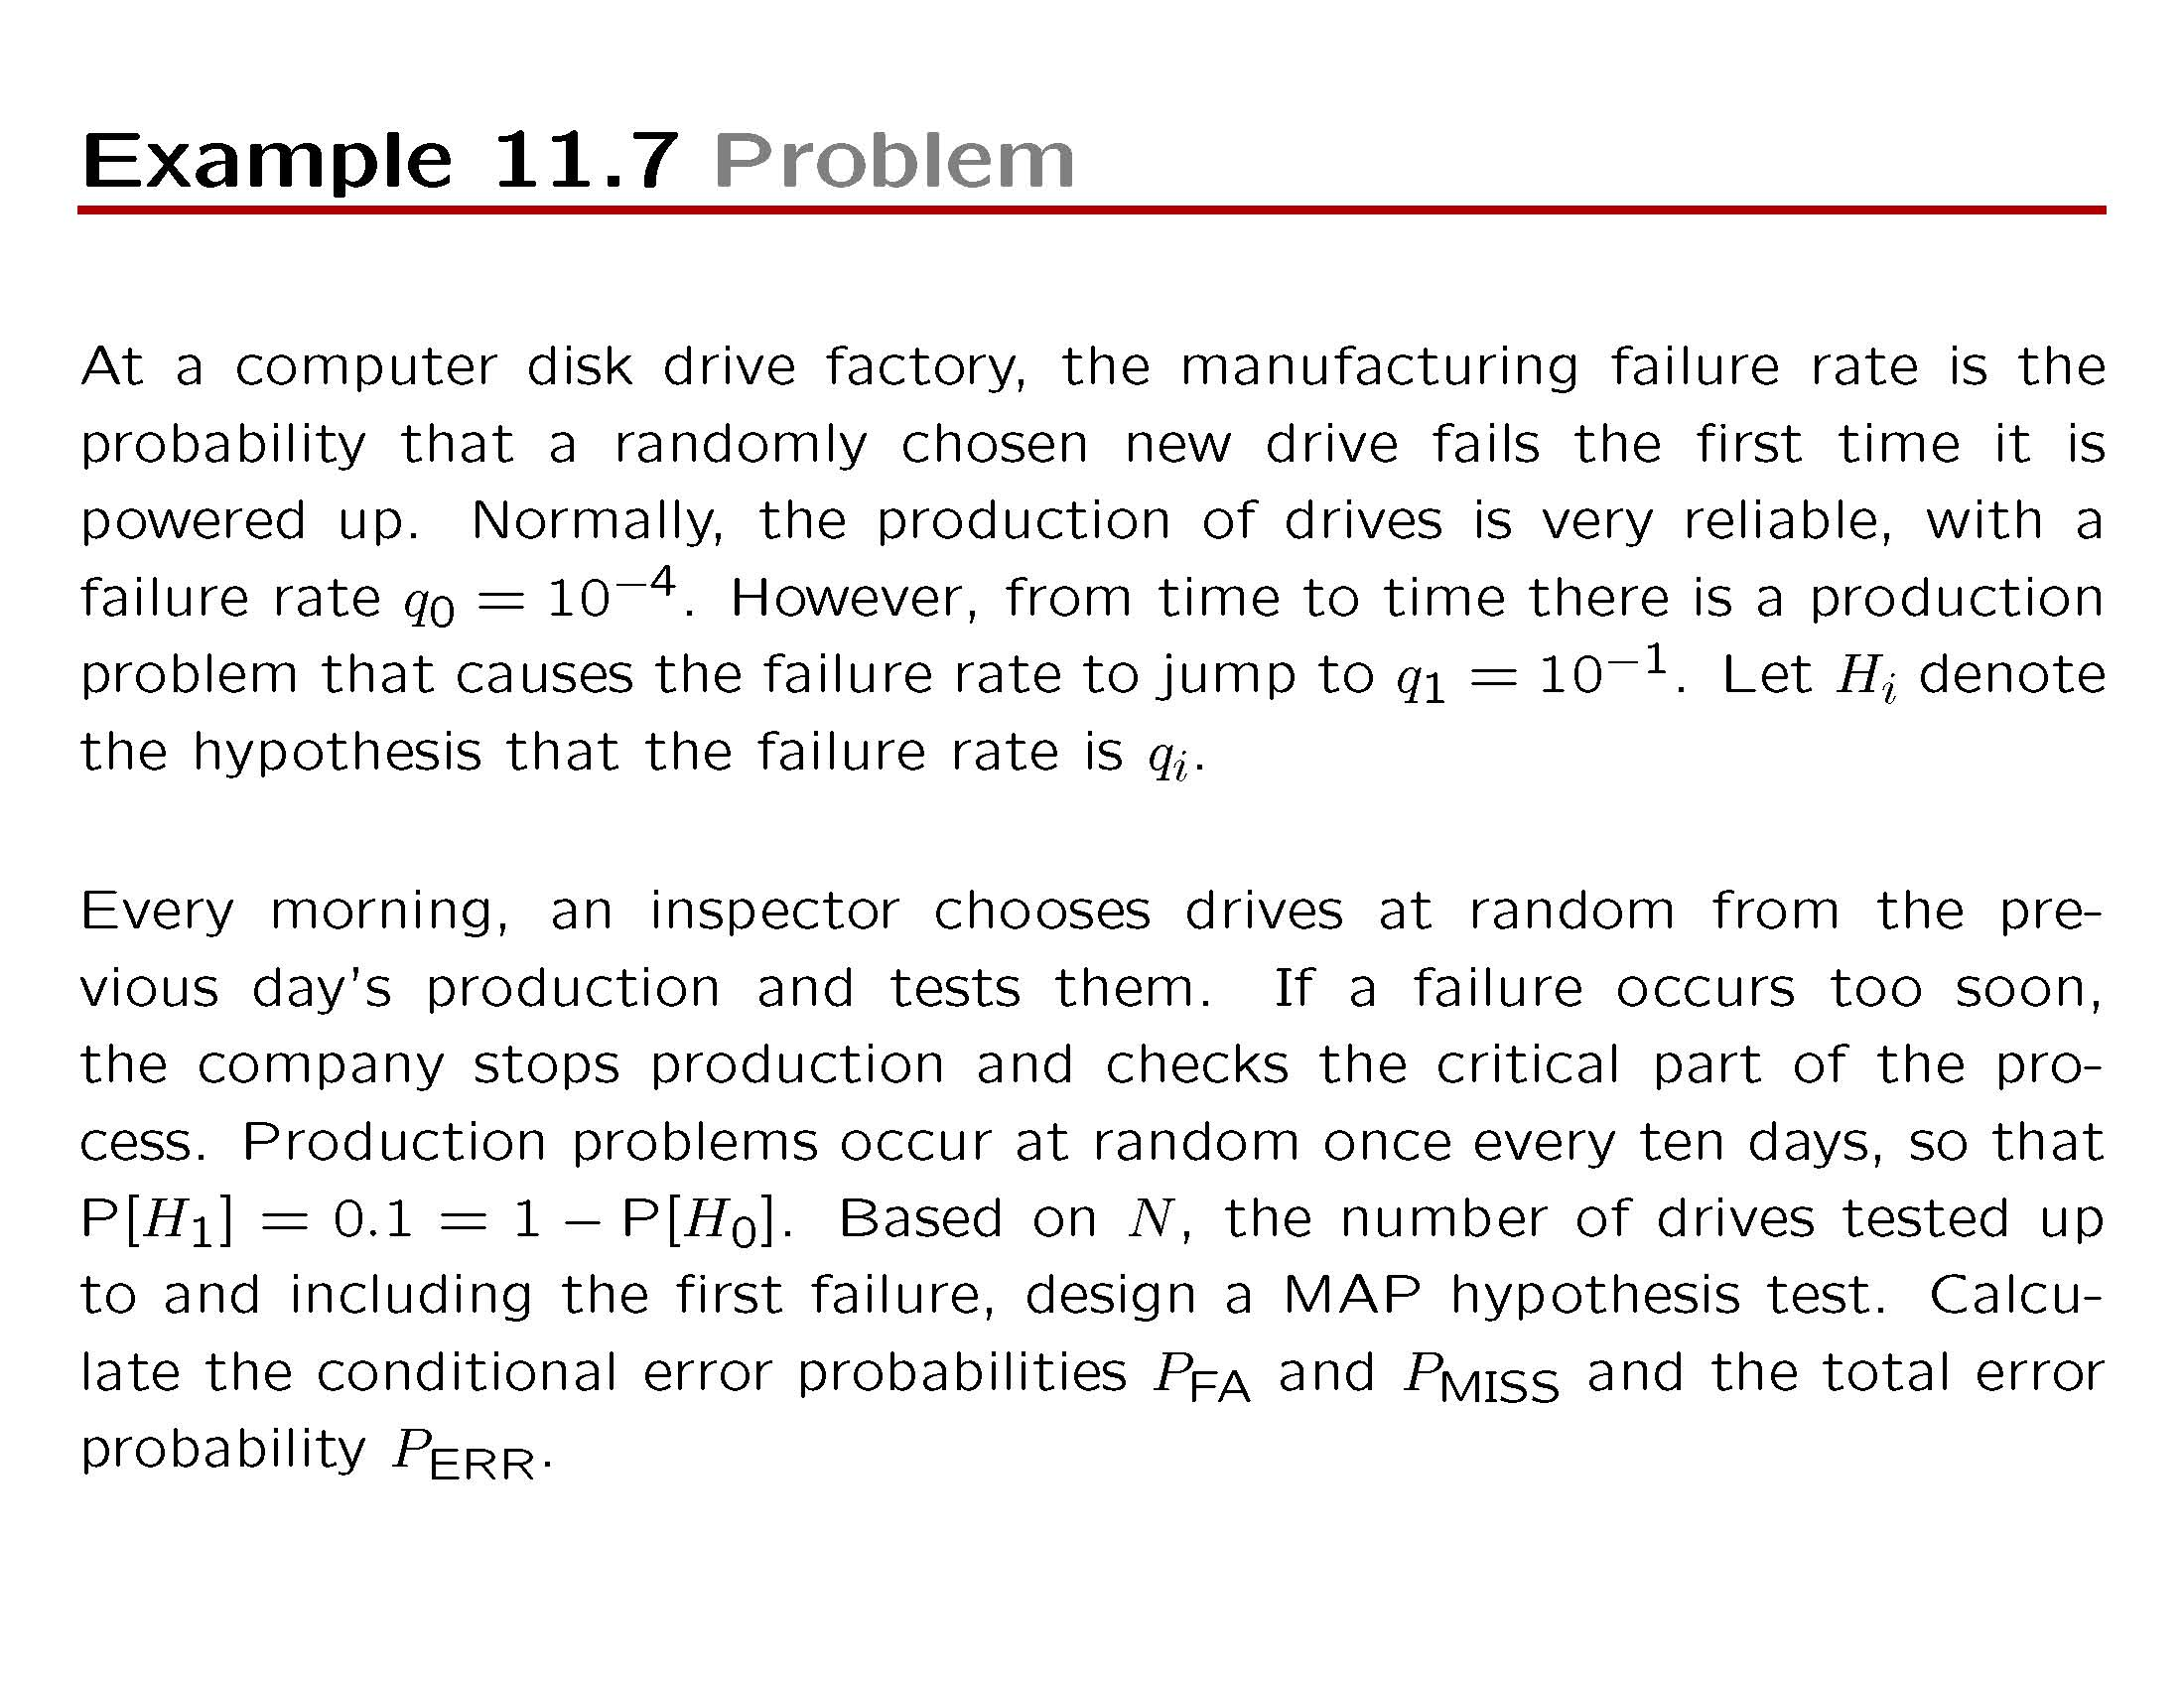 Example 11.7 Problem
At a computer disk drive factory, the manufacturing failure rate is the
probability that a randomly chosen new drive fails the first time it is
powered up. Normally, the production of drives is very reliable, with a
failure rate q₀ = 10⁻⁴. However, from time to time there is a production
problem that causes the failure rate to jump to q₁ = 10⁻¹. Let Hᵢ denote
the hypothesis that the failure rate is qᵢ.
Every morning, an inspector chooses drives at random from the pre-
vious day's production and tests them. If a failure occurs too soon,
the company stops production and checks the critical part of the pro-
cess. Production problems occur at random once every ten days, so that
P[H₁] = 0.1 = 1 − P[H₀]. Based on N, the number of drives tested up
to and including the first failure, design a MAP hypothesis test. Calcu-
late the conditional error probabilities P_FA and P_MISS and the total error
probability P_ERR.